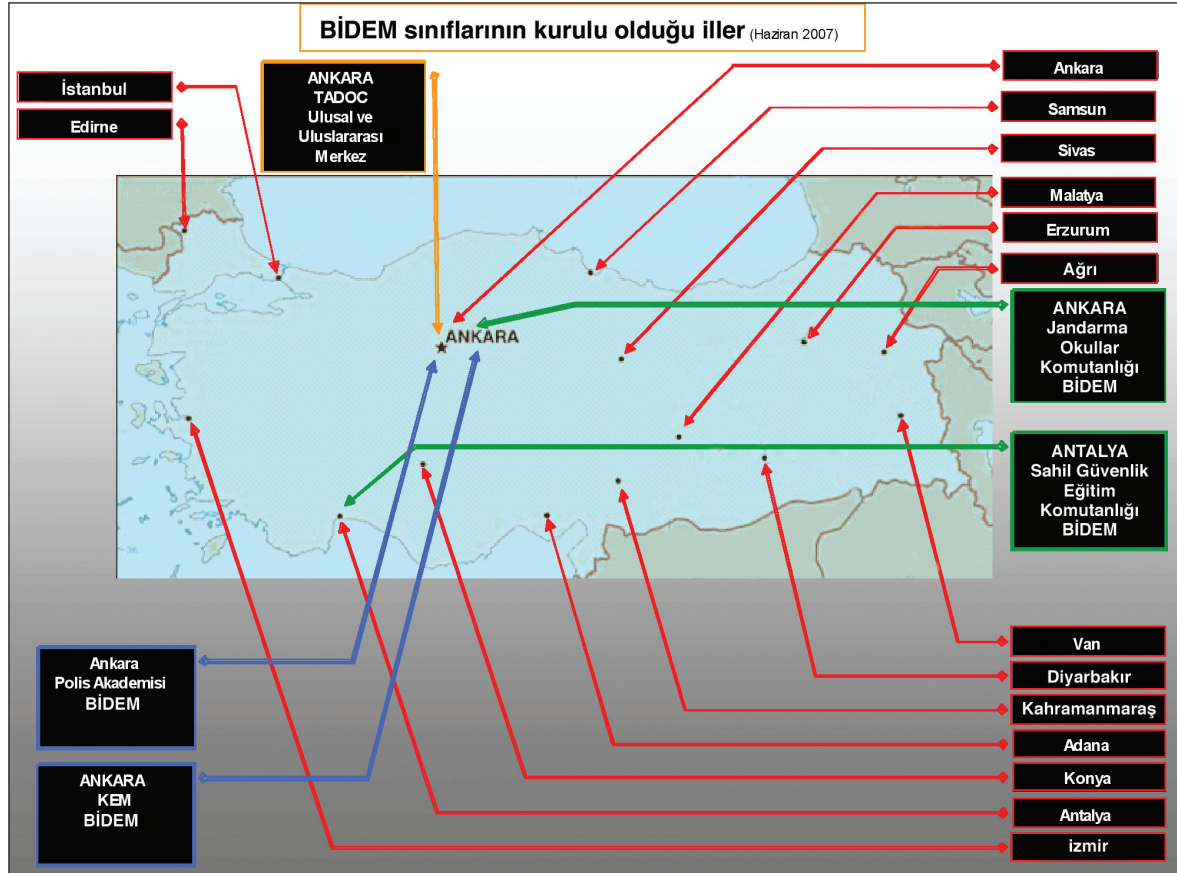 BİDEM sınıflarının kurulu olduğu iller (Haziran 2007)
İstanbul
Edirne
ANKARA
TADOC
Ulusal ve
Uluslararası
Merkez
Ankara
Samsun
Sivas
Malatya
Erzurum
Ağrı
ANKARA
Jandarma
Okullar
Komutanlığı
BİDEM
ANKARA
ANTALYA
Sahil Güvenlik
Eğitim
Komutanlığı
BİDEM
Ankara
Polis Akademisi
BİDEM
ANKARA
KEM
BİDEM
Van
Diyarbakır
Kahramanmaraş
Adana
Konya
Antalya
izmir